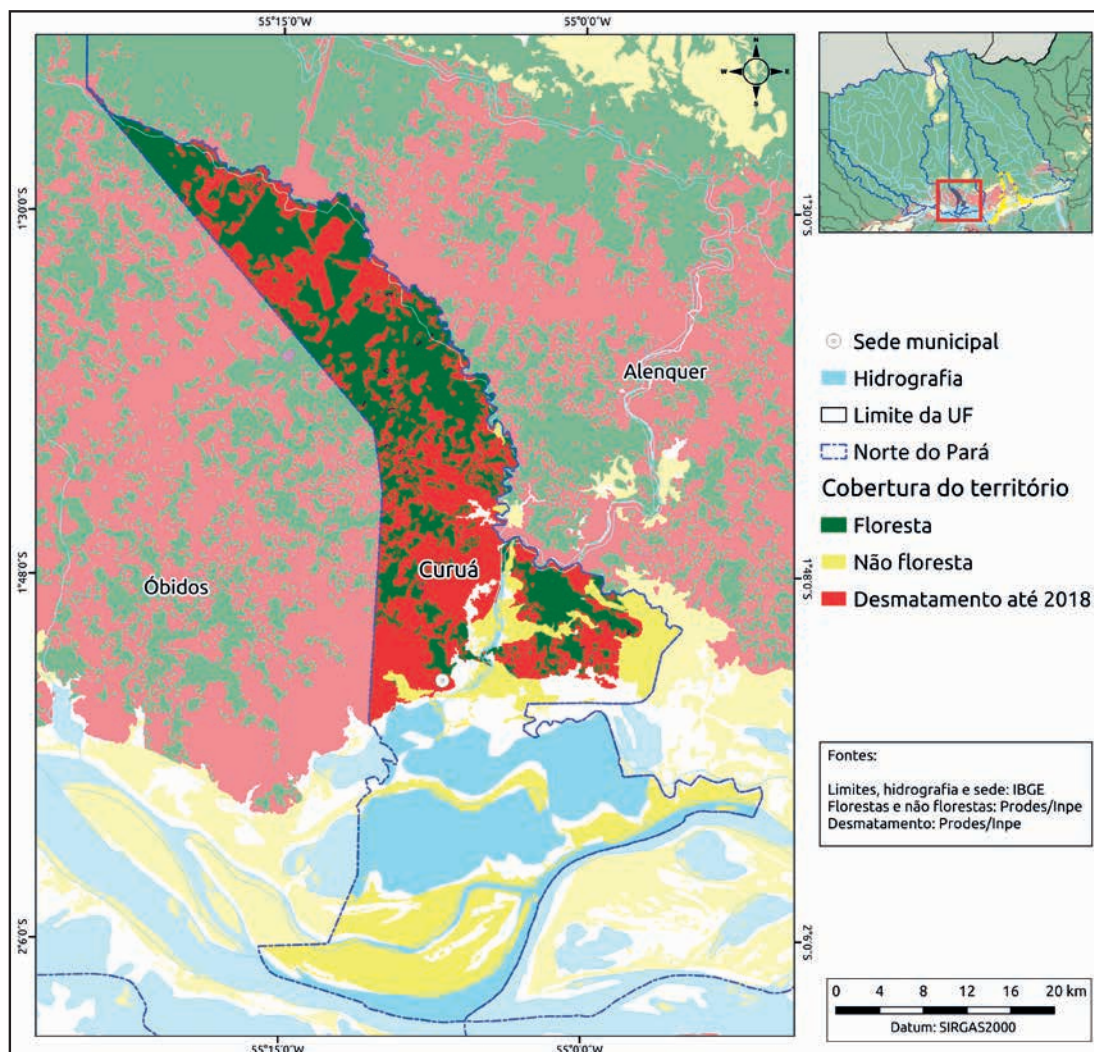 55°15'0"W
55°0'0"W
N
W
E
S
1°30'0"S
1°30'0"S
Alenquer
Sede municipal
Hidrografia
Limite da UF
Norte do Pará
Cobertura do território
Floresta
Não floresta
Desmatamento até 2018
1°48'0"S
1°48'0"S
Curuá
Óbidos
Fontes:
Limites, hidrografia e sede: IBGE
Florestas e não florestas: Prodes/Inpe
Desmatamento: Prodes/Inpe
2°6'0"S
2°6'0"S
0 4 8 12 16 20 km
Datum: SIRGAS2000
55°15'0"W
55°0'0"W